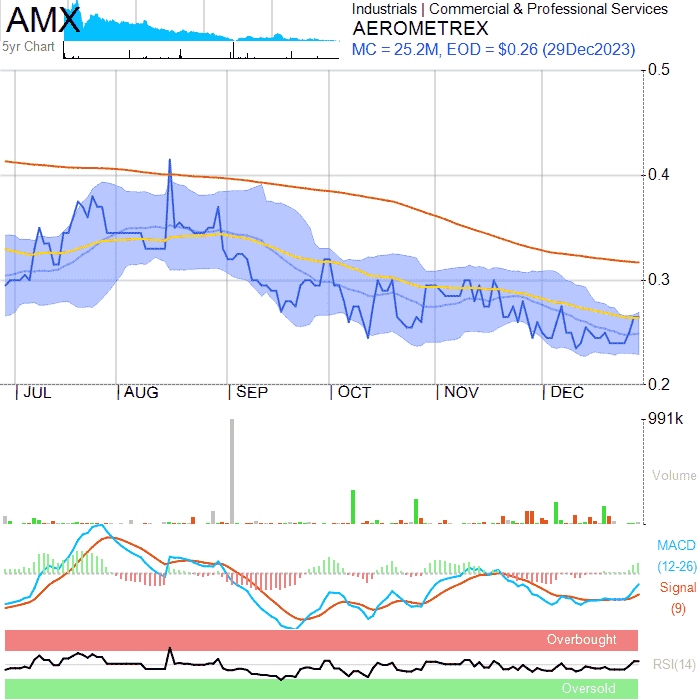 AMX
5yr Chart
Industrials | Commercial & Professional Services
AEROMETREX
MC = 25.2M, EOD = $0.26 (29Dec2023)
0.5
0.4
0.3
0.2
JUL AUG SEP OCT NOV DEC
991k
Volume
MACD
(12-26)
Signal
(9)
Overbought
RSI(14)
Oversold